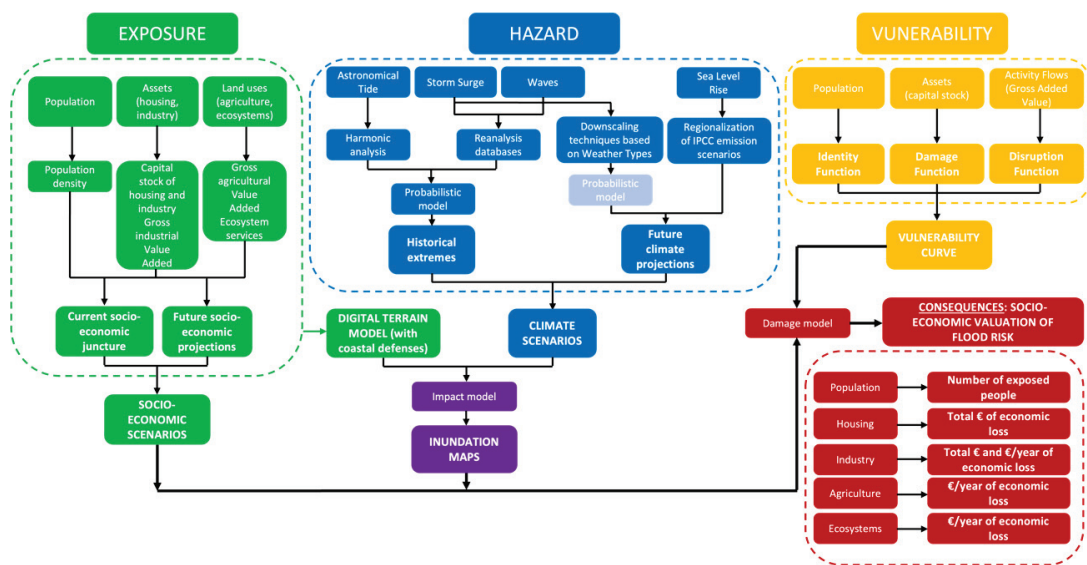 EXPOSURE
HAZARD
VUNERABILITY
Population
Assets
(housing,
industry)
Land uses
(agriculture,
ecosystems)
Population
density
Capital
stock of
housing and
industry
Gross
industrial
Value
Added
Gross
agricultural
Value
Added
Ecosystem
services
Current socio-
economic
juncture
Future socio-
economic
projections
SOCIO-
ECONOMIC
SCENARIOS
Astronomical
Tide
Storm Surge
Waves
Sea Level
Rise
Harmonic
analysis
Reanalysis
databases
Downscaling
techniques based
on Weather Types
Regionalization
of IPCC emission
scenarios
Probabilistic
model
Probabilistic
model
Historical
extremes
Future
climate
projections
DIGITAL TERRAIN
MODEL (with
coastal defenses)
CLIMATE
SCENARIOS
Impact model
INUNDATION
MAPS
Population
Assets
(capital stock)
Activity Flows
(Gross Added
Value)
Identity
Function
Damage
Function
Disruption
Function
VULNERABILITY
CURVE
Damage model
CONSEQUENCES: SOCIO-
ECONOMIC VALUATION OF
FLOOD RISK
Population
Number of exposed
people
Housing
Total € of economic
loss
Industry
Total € and €/year of
economic loss
Agriculture
€/year of economic
loss
Ecosystems
€/year of economic
loss